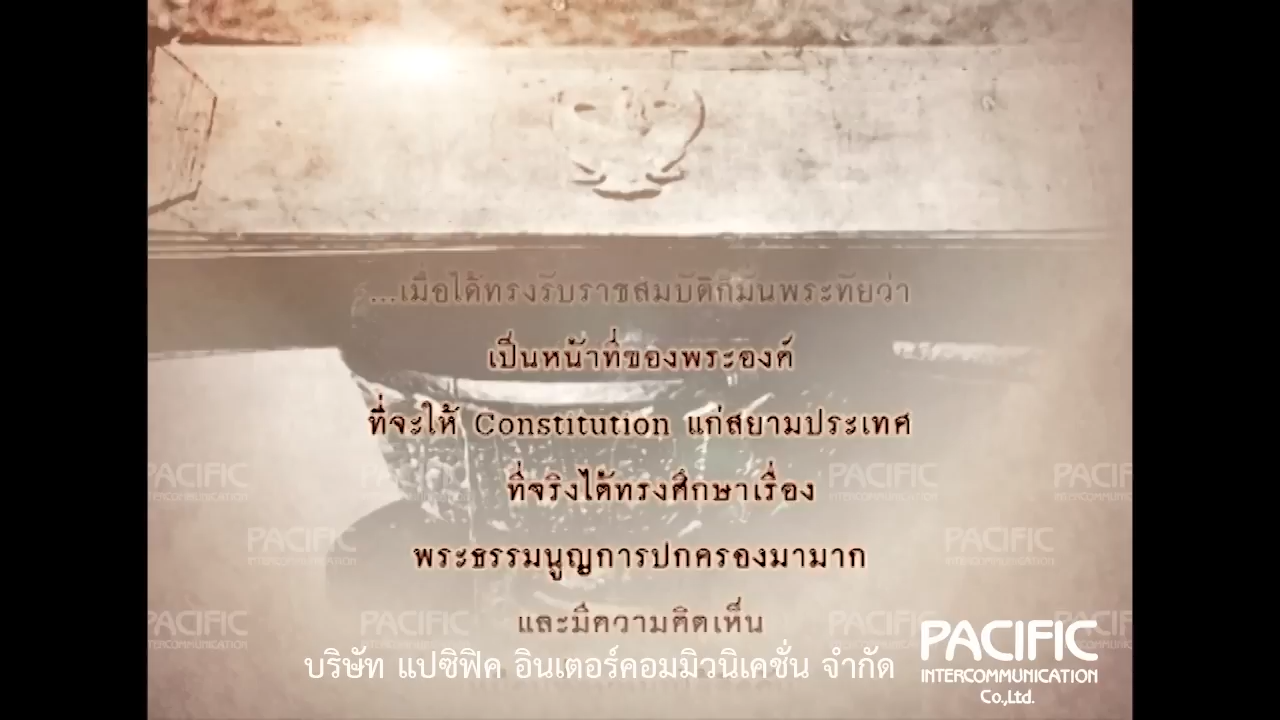 ...เมื่อได้ทรงรับราชสมบัติก็มั่นพระทัยว่า
เป็นหน้าที่ของพระองค์
ที่จะให้ Constitution แก่สยามประเทศ
ที่จริงได้ทรงศึกษาเรื่อง
พระธรรมนูญการปกครองมามาก
และมีความคิดเห็น
บริษัท แปซิฟิค อินเตอร์คอมมิวนิเคชั่น จำกัด
PACIFIC
INTERCOMMUNICATION
Co.,Ltd.
PACIFIC
INTERCOMMUNICATION